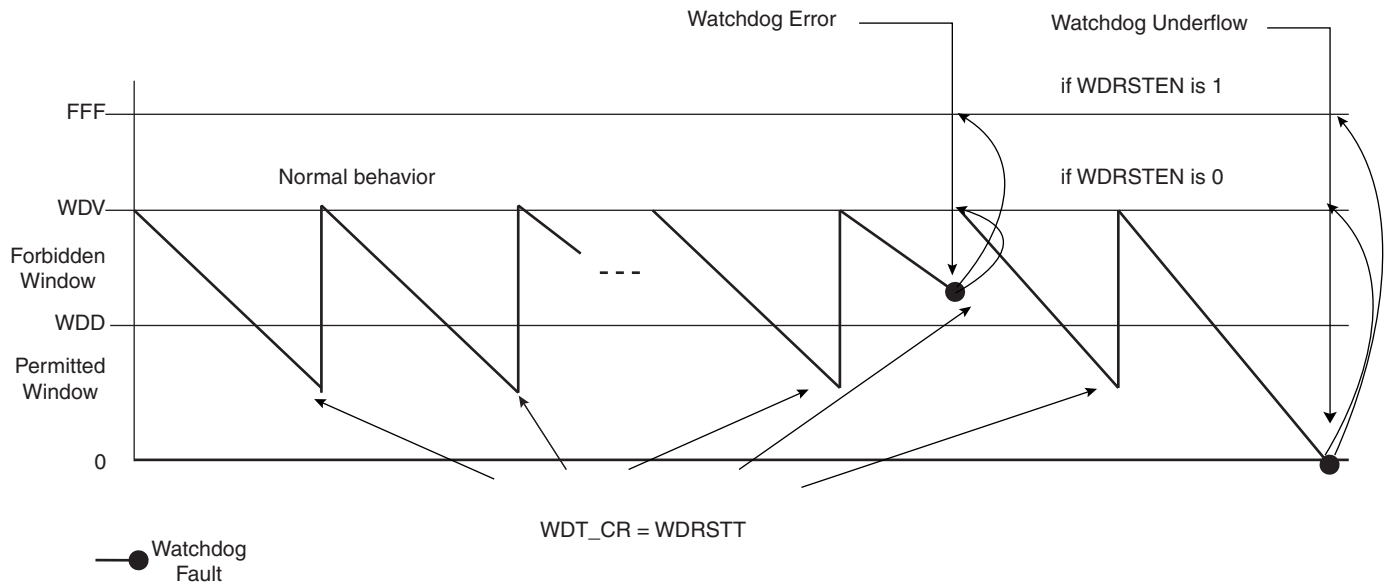 Watchdog Error
Watchdog Underflow
if WDRSTEN is 1
FFF
Normal behavior
if WDRSTEN is 0
WDV
Forbidden
Window
WDD
Permitted
Window
0
WDT_CR = WDRSTT
Watchdog
Fault